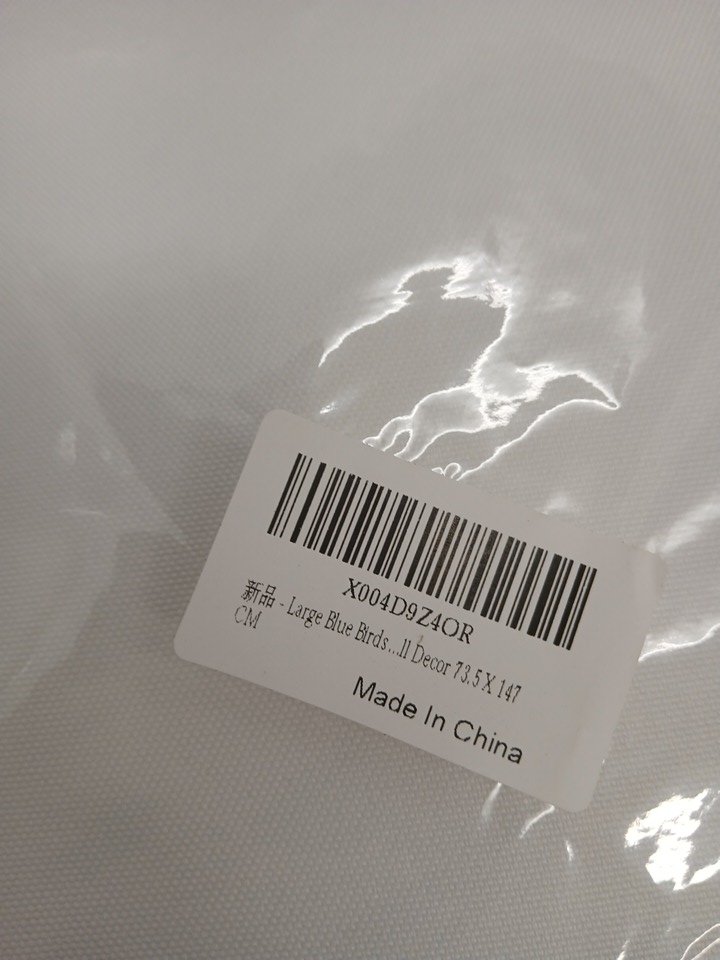 X004D9Z4OR
新品 - Large Blue Birds...ll Decor 73.5 X 147
CM
Made In China